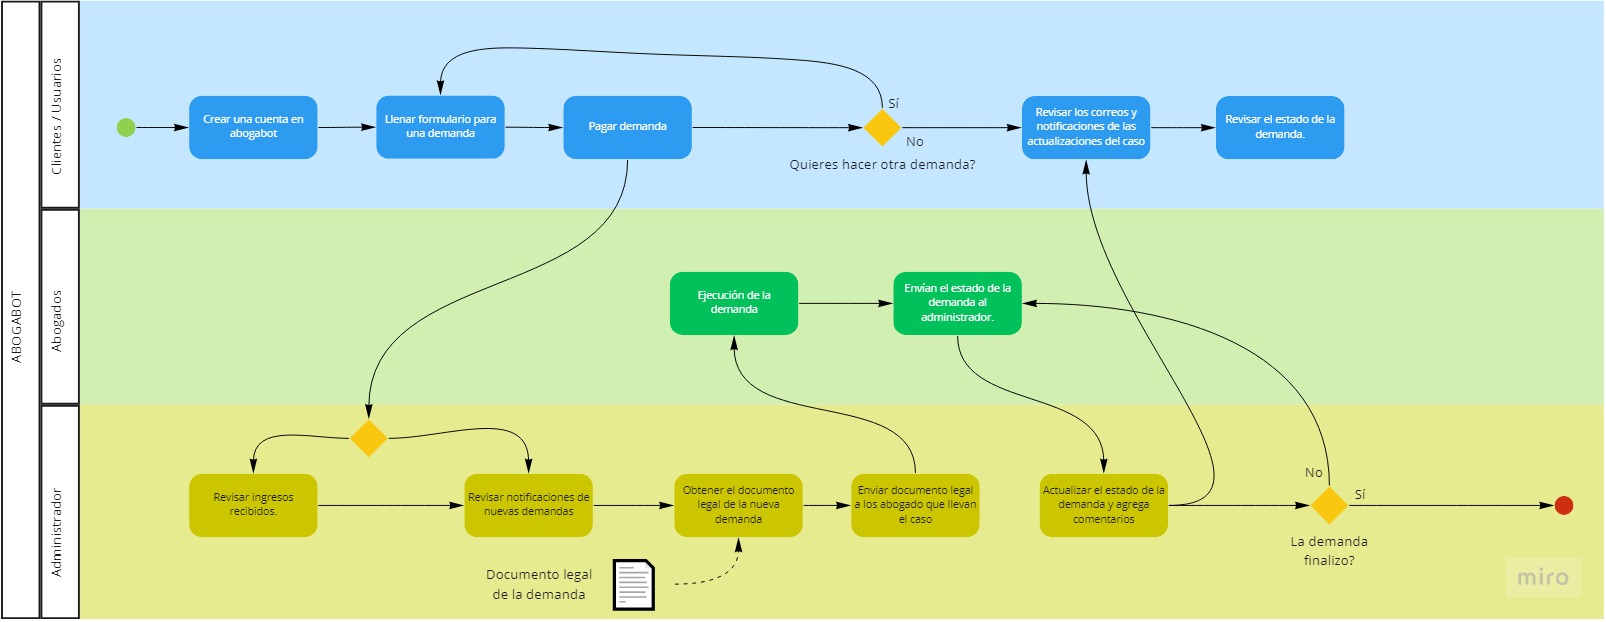 ABOGABOT
Clientes / Usuarios
Crear una cuenta en
abogabot
Llenar formulario para
una demanda
Pagar demanda
Sí
No
Quieres hacer otra demanda?
Revisar los correos y
notificaciones de las
actualizaciones del caso
Revisar el estado de la
demanda.
Abogados
Ejecución de la
demanda
Envían el estado de la
demanda al
administrador.
Administrador
Revisar ingresos
recibidos.
Revisar notificaciones de
nuevas demandas
Obtener el documento
legal de la nueva
demanda
Enviar documento legal
a los abogado que llevan
el caso
Actualizar el estado de la
demanda y agrega
comentarios
No
Sí
La demanda
finalizo?
Documento legal
de la demanda
miro